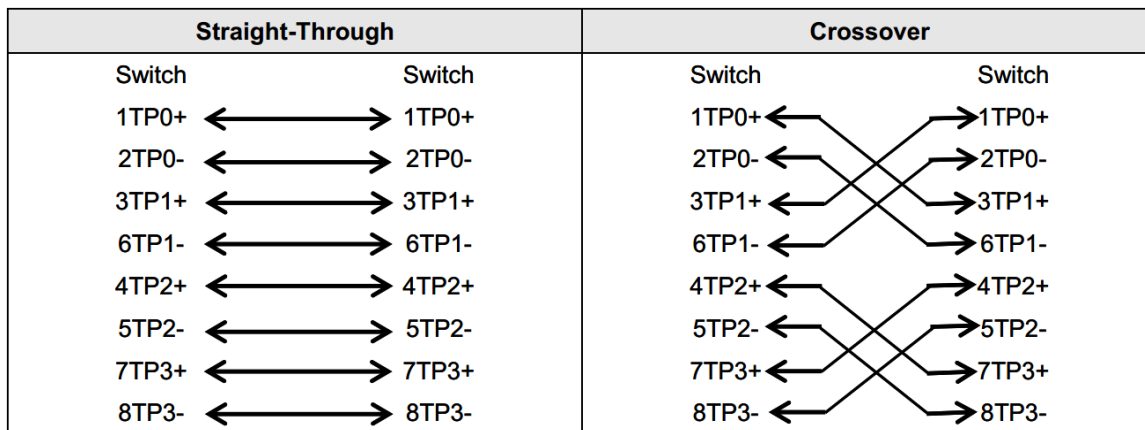 Straight-Through Crossover
Switch Switch Switch Switch
1TP0+ 1TP0+ 1TP0+ 1TP0+
2TP0- 2TP0- 2TP0- 2TP0-
3TP1+ 3TP1+ 3TP1+ 3TP1+
6TP1- 6TP1- 6TP1- 6TP1-
4TP2+ 4TP2+ 4TP2+ 4TP2+
5TP2- 5TP2- 5TP2- 5TP2-
7TP3+ 7TP3+ 7TP3+ 7TP3+
8TP3- 8TP3- 8TP3- 8TP3-